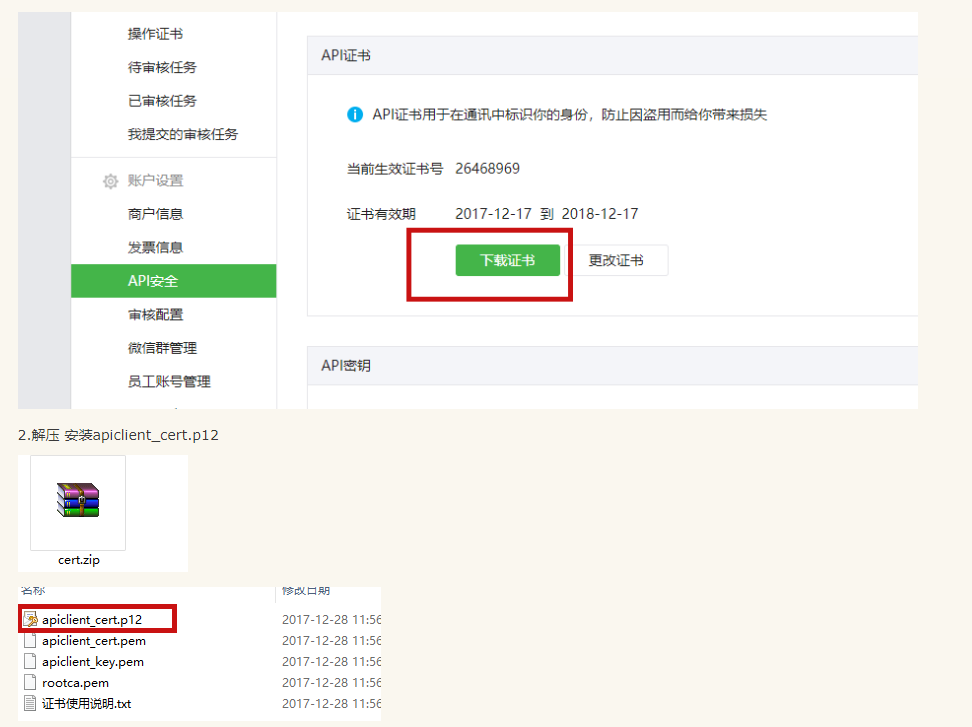 操作证书
待审核任务
已审核任务
我提交的审核任务
账户设置
商户信息
发票信息
API安全
审核配置
微信群管理
员工账号管理
API证书
API证书用于在通讯中标识你的身份，防止因盗用而给你带来损失
当前生效证书号 26468969
证书有效期 2017-12-17 到 2018-12-17
下载证书 更改证书
API密钥
2.解压 安装apiclient_cert.p12
cert.zip
名称 修改日期
apiclient_cert.p12 2017-12-28 11:56
apiclient_cert.pem 2017-12-28 11:56
apiclient_key.pem 2017-12-28 11:56
rootca.pem 2017-12-28 11:56
证书使用说明.txt 2017-12-28 11:56